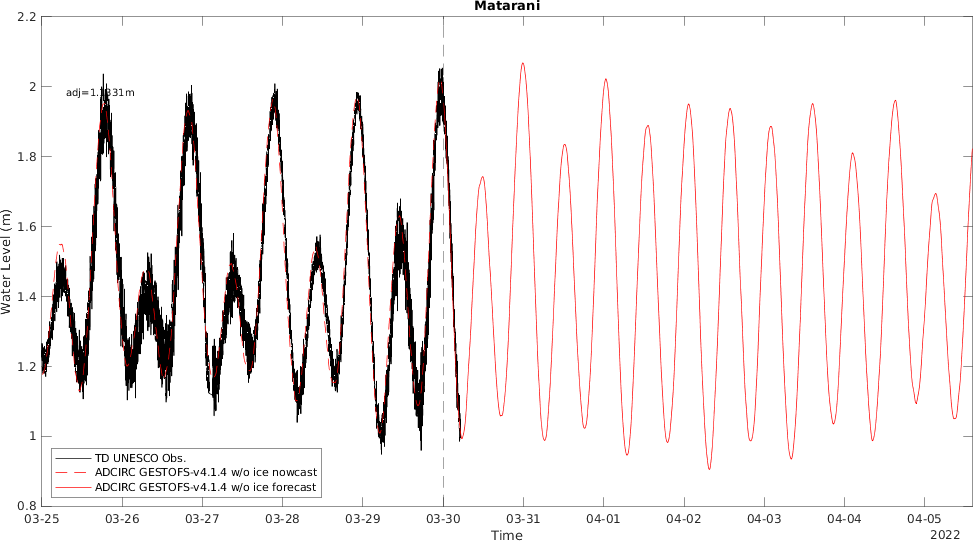 Matarani
2.2
2
1.8
1.6
1.4
1.2
1
0.8
Water Level (m)
TD UNESCO Obs.
ADCIRC GESTOFS-v4.1.4 w/o ice nowcast
ADCIRC GESTOFS-v4.1.4 w/o ice forecast
03-25 03-26 03-27 03-28 03-29 03-30 03-31 04-01 04-02 04-03 04-04 04-05
Time
2022